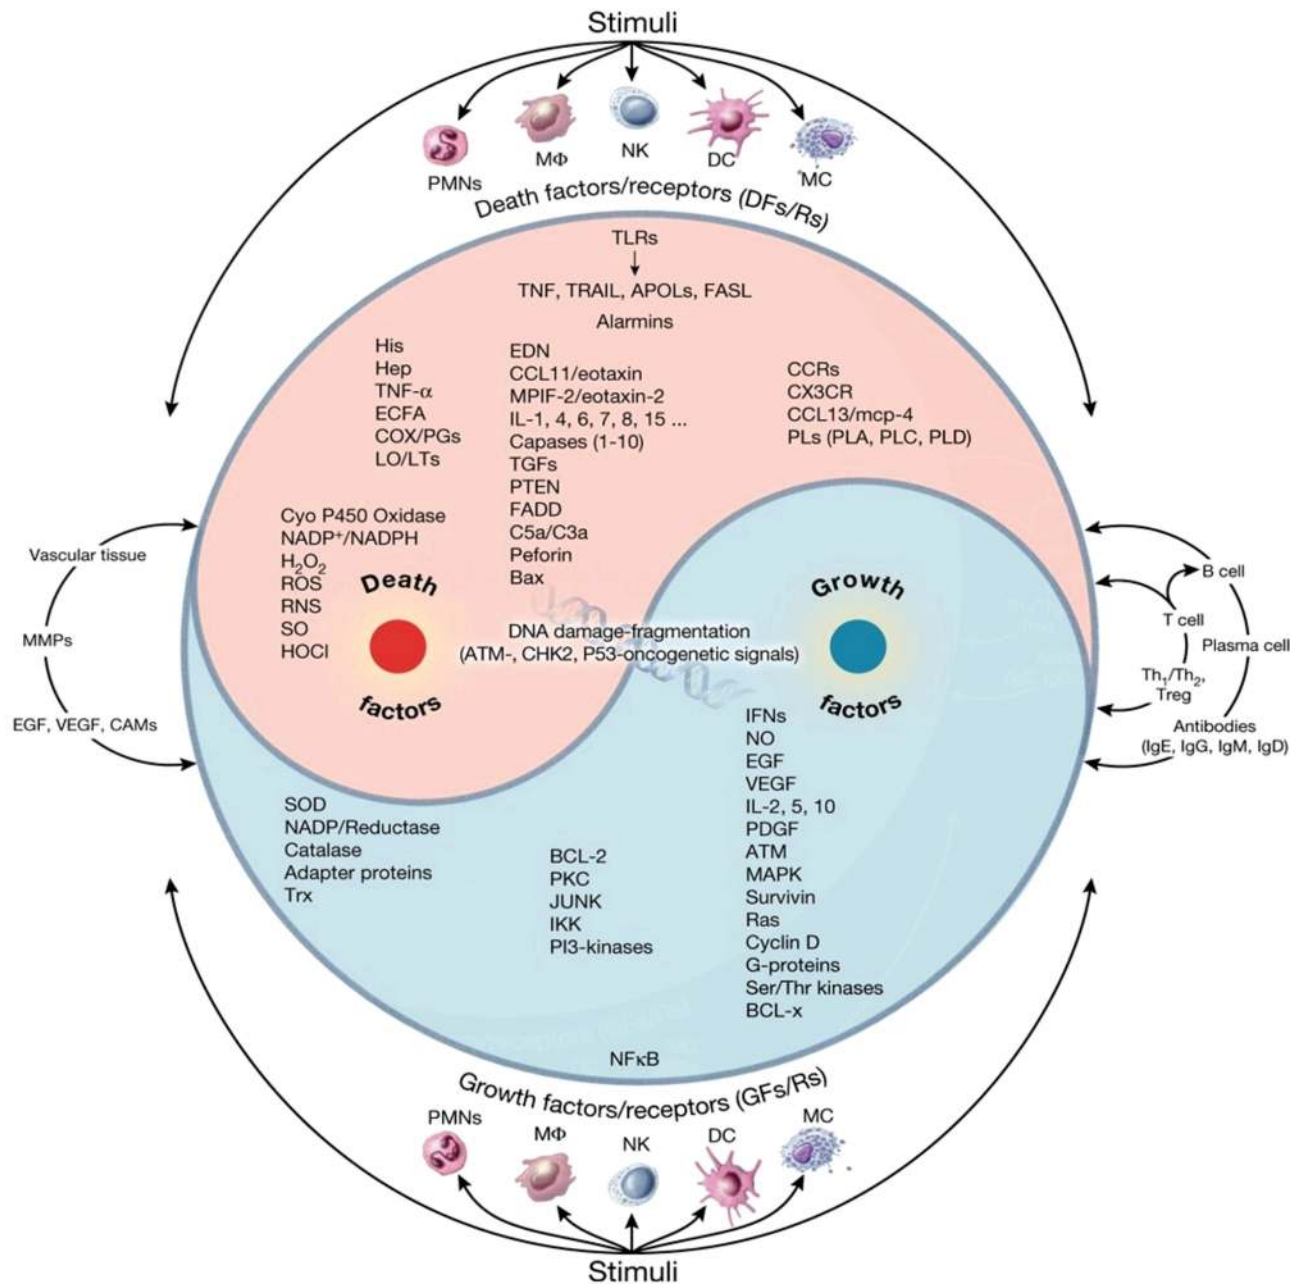 Stimuli
PMNs
MΦ
NK
DC
MC
Death factors/receptors (DFs/Rs)
TLRs
TNF, TRAIL, APOLs, FASL
Alarmins
His
Hep
TNF-α
ECFA
COX/PGs
LO/LTs
EDN
CCL11/eotaxin
MPIF-2/eotaxin-2
IL-1, 4, 6, 7, 8, 15 ...
Capases (1-10)
TGFs
PTEN
FADD
C5a/C3a
Peforin
Bax
CCRs
CX3CR
CCL13/mcp-4
PLs (PLA, PLC, PLD)
Cyo P450 Oxidase
NADP⁺/NADPH
H₂O₂
ROS
RNS
SO
HOCl
Death
factors
Growth
factors
DNA damage-fragmentation
(ATM-, CHK2, P53-oncogenetic signals)
Vascular tissue
MMPs
EGF, VEGF, CAMs
B cell
T cell
Plasma cell
Th₁/Th₂,
Treg
Antibodies
(IgE, IgG, IgM, IgD)
SOD
NADP/Reductase
Catalase
Adapter proteins
Trx
BCL-2
PKC
JUNK
IKK
PI3-kinases
IFNs
NO
EGF
VEGF
IL-2, 5, 10
PDGF
ATM
MAPK
Survivin
Ras
Cyclin D
G-proteins
Ser/Thr kinases
BCL-x
NFκB
Growth factors/receptors (GFs/Rs)
PMNs
MΦ
NK
DC
MC
Stimuli